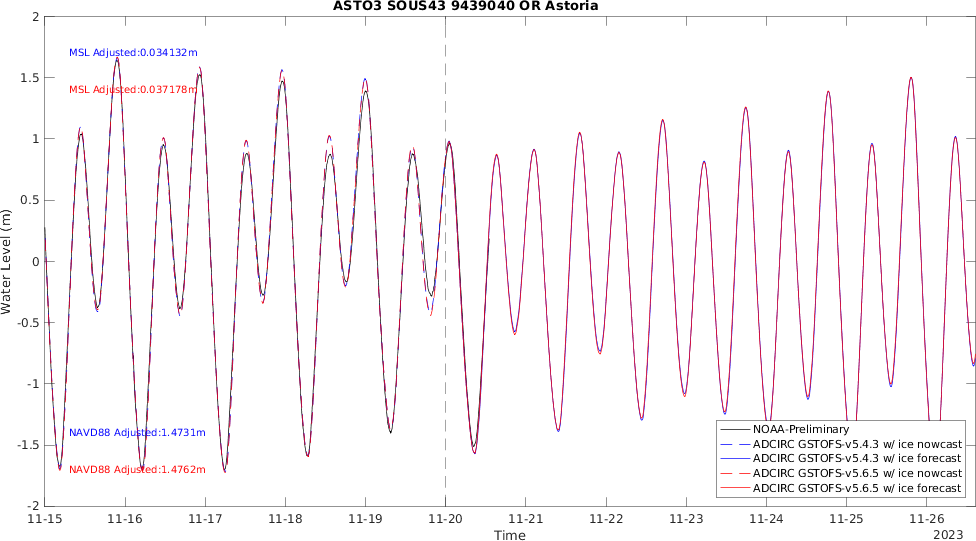 ASTO3 SOUS43 9439040 OR Astoria
Water Level (m)
2
1.5
1
0.5
0
-0.5
-1
-1.5
-2
MSL Adjusted:0.034132m
MSL Adjusted:0.037178m
NAVD88 Adjusted:1.4731m
NAVD88 Adjusted:1.4762m
NOAA-Preliminary
ADCIRC GSTOFS-v5.4.3 w/ ice nowcast
ADCIRC GSTOFS-v5.4.3 w/ ice forecast
ADCIRC GSTOFS-v5.6.5 w/ ice nowcast
ADCIRC GSTOFS-v5.6.5 w/ ice forecast
11-15 11-16 11-17 11-18 11-19 11-20 11-21 11-22 11-23 11-24 11-25 11-26
Time
2023